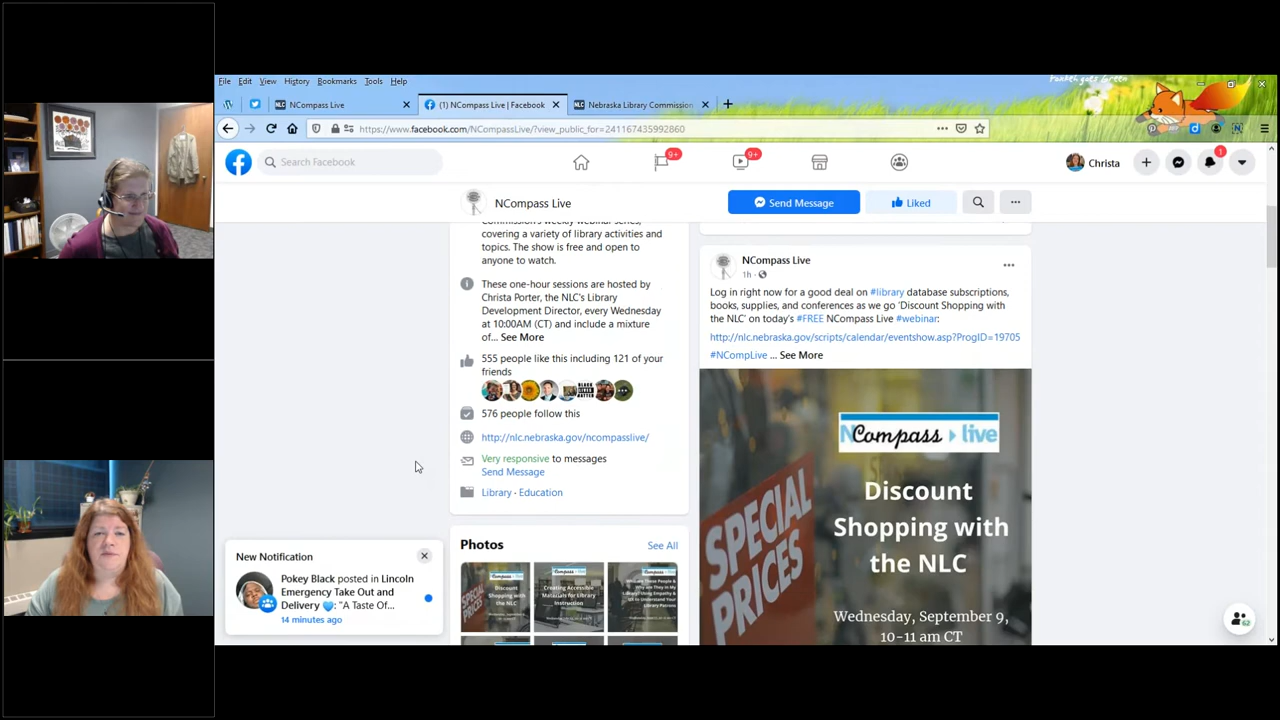 File Edit View History Bookmarks Tools Help
NCompass Live
(1) NCompass Live | Facebook
Nebraska Library Commission
https://www.facebook.com/NCompassLive/?view_public_for=241167435992860
Search Facebook
9+
9+
Christa
1
NCompass Live
Send Message
Liked
Commission's weekly webinar series,
covering a variety of library activities and
topics. The show is free and open to
anyone to watch.
These one-hour sessions are hosted by
Christa Porter, the NLC's Library
Development Director, every Wednesday
at 10:00AM (CT) and include a mixture
of... See More
555 people like this including 121 of your
friends
576 people follow this
http://nlc.nebraska.gov/ncompasslive/
Very responsive to messages
Send Message
Library · Education
Photos
See All
NCompass Live
1h ·
Log in right now for a good deal on #library database subscriptions,
books, supplies, and conferences as we go 'Discount Shopping with
the NLC' on today's #FREE NCompass Live #webinar:
http://nlc.nebraska.gov/scripts/calendar/eventshow.asp?ProgID=19705
#NCompLive ... See More
NCompass live
SPECIAL
PRICES
Discount
Shopping with
the NLC
Wednesday, September 9,
10-11 am CT
New Notification
Pokey Black posted in Lincoln
Emergency Take Out and
Delivery 💙: "A Taste Of...
14 minutes ago